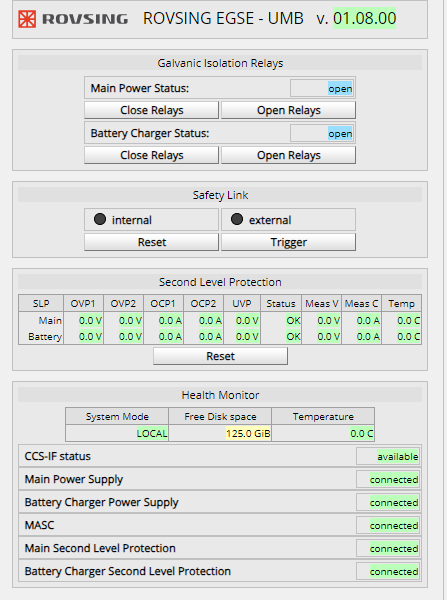 ROVSING ROVSING EGSE - UMB v. 01.08.00
Galvanic Isolation Relays
Main Power Status: open
Close Relays Open Relays
Battery Charger Status: open
Close Relays Open Relays
Safety Link
internal external
Reset Trigger
Second Level Protection
SLP OVP1 OVP2 OCP1 OCP2 UVP Status Meas V Meas C Temp
Main 0.0 V 0.0 V 0.0 A 0.0 A 0.0 V OK 0.0 V 0.0 A 0.0 C
Battery 0.0 V 0.0 V 0.0 A 0.0 A 0.0 V OK 0.0 V 0.0 A 0.0 C
Reset
Health Monitor
System Mode Free Disk space Temperature
LOCAL 125.0 GiB 0.0 C
CCS-IF status available
Main Power Supply connected
Battery Charger Power Supply connected
MASC connected
Main Second Level Protection connected
Battery Charger Second Level Protection connected